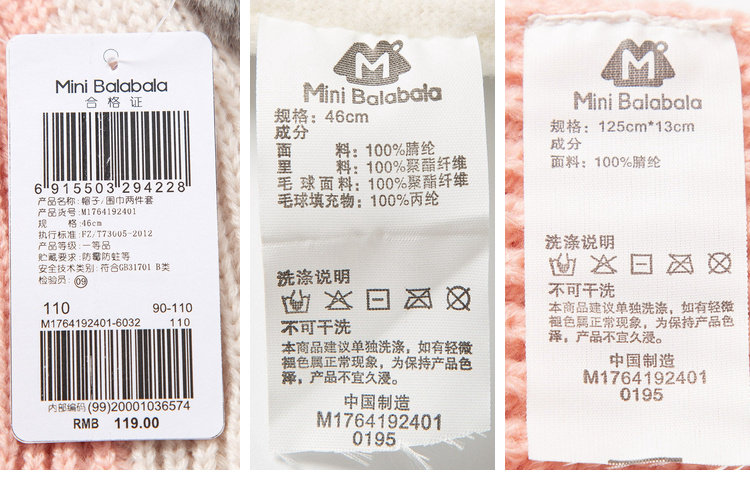 Mini Balabala
合格证
6 915503 294228
产品名称: 帽子/围巾两件套
产品货号: M1764192401
规 格: 46cm
执行标准: FZ/T73005-2012
产品等级: 一等品
贮藏要求: 防霉防蛀等
安全技术类别: 符合GB31701 B类
检验员: 09
110 90-110
M1764192401-6032 110
内部编码 (99)20001036574
RMB 119.00
Mini Balabala
规格: 46cm
成分
面 料: 100%腈纶
里 料: 100%聚酯纤维
毛球面料: 100%聚酯纤维
毛球填充物: 100%丙纶
洗涤说明
不可干洗
本商品建议单独洗涤, 如有轻微
褪色属正常现象, 为保持产品色
泽, 产品不宜久浸。
中国制造
M1764192401
0195
Mini Balabala
规格: 125cm*13cm
成分
面料: 100%腈纶
洗涤说明
不可干洗
本商品建议单独洗涤, 如有轻微
褪色属正常现象, 为保持产品色
泽, 产品不宜久浸。
中国制造
M1764192401
0195